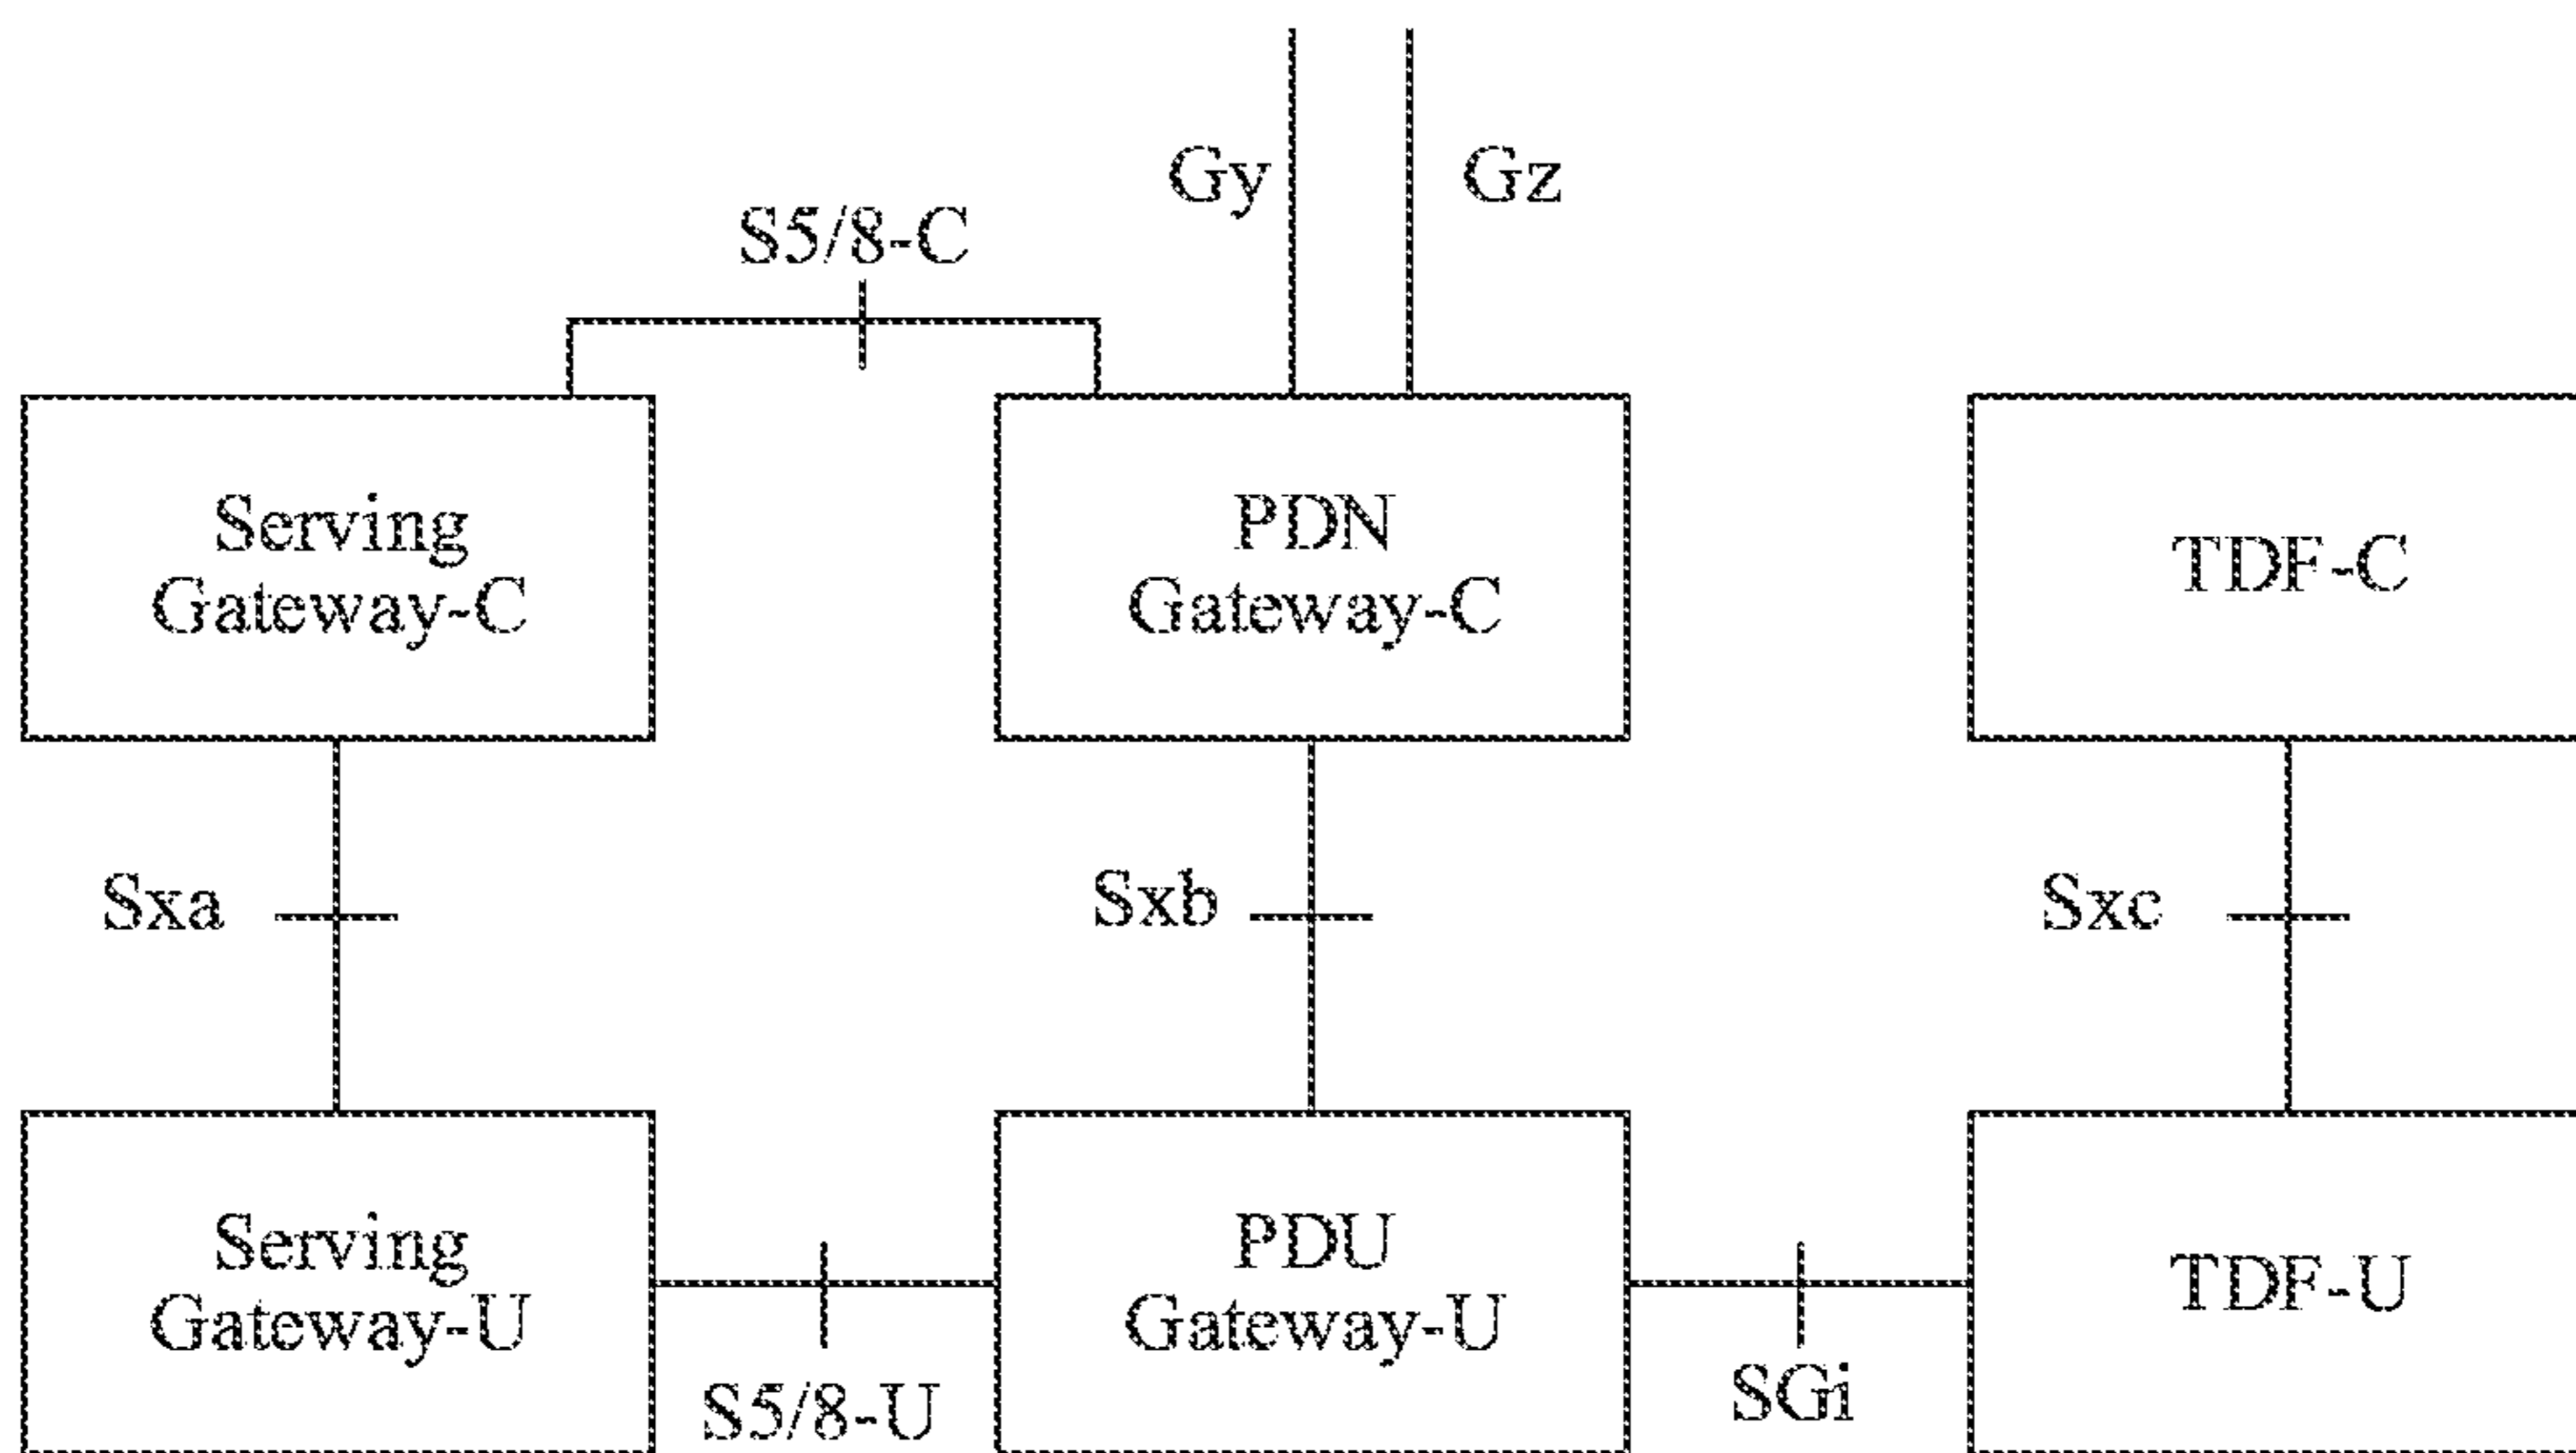 Gy
Gz
S5/8-C
Serving
Gateway-C
PDN
Gateway-C
TDF-C
Sxa
Sxb
Sxc
Serving
Gateway-U
PDU
Gateway-U
TDF-U
S5/8-U
SGi